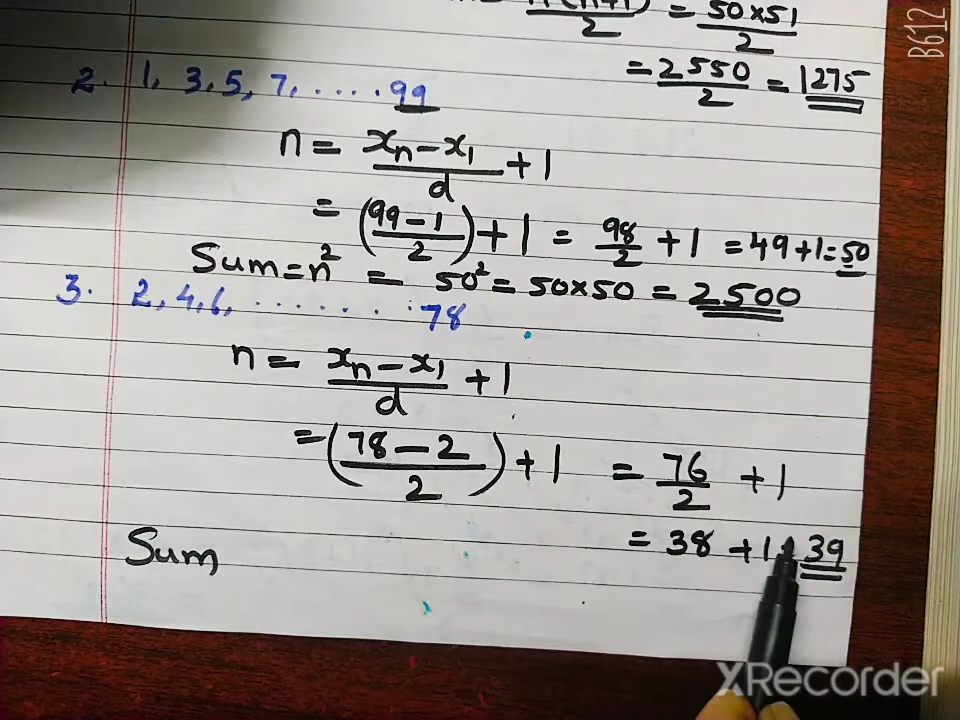 n(n+1)/2 = 50×51/2
= 2550/2 = 1275
2. 1, 3, 5, 7, ..... 99
n = xₙ − x₁/d + 1
= (99 − 1/2) + 1 = 98/2 + 1 = 49 + 1 = 50
Sum = n² = 50² = 50×50 = 2500
3. 2, 4, 6, ........ 78
n = xₙ − x₁/d + 1
= (78 − 2/2) + 1 = 76/2 + 1
= 38 + 1 39
Sum
B612
XRecorder